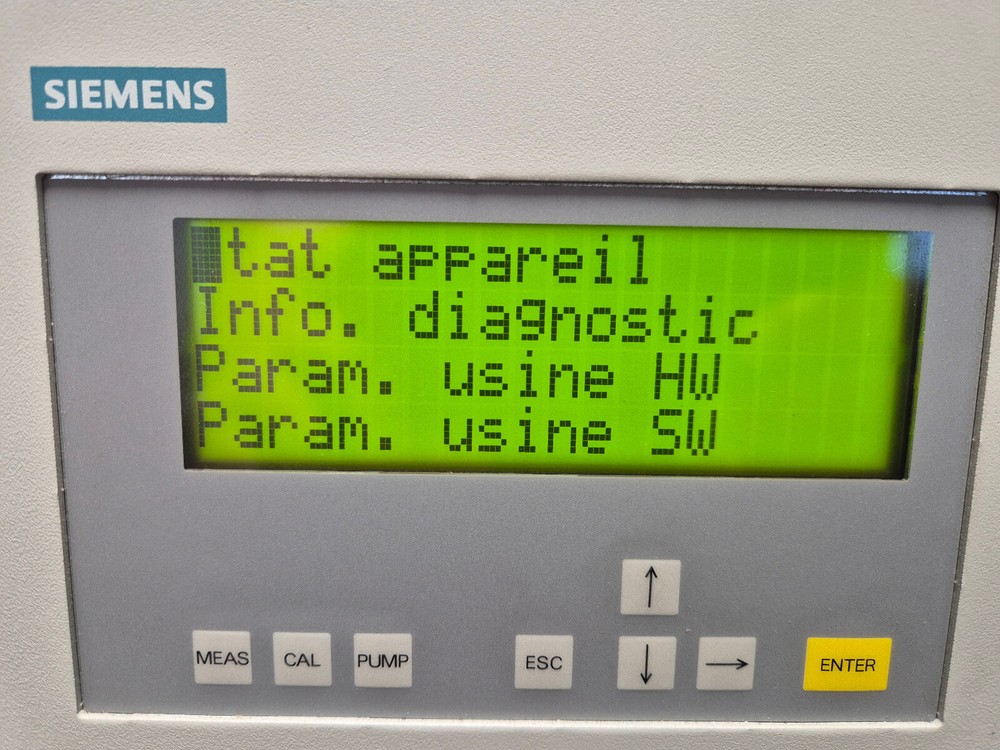 SIEMENS
tat appareil
Info. diagnostic
Param. usine HW
Param. usine SW
↑
MEAS CAL PUMP ESC ↓ → ENTER